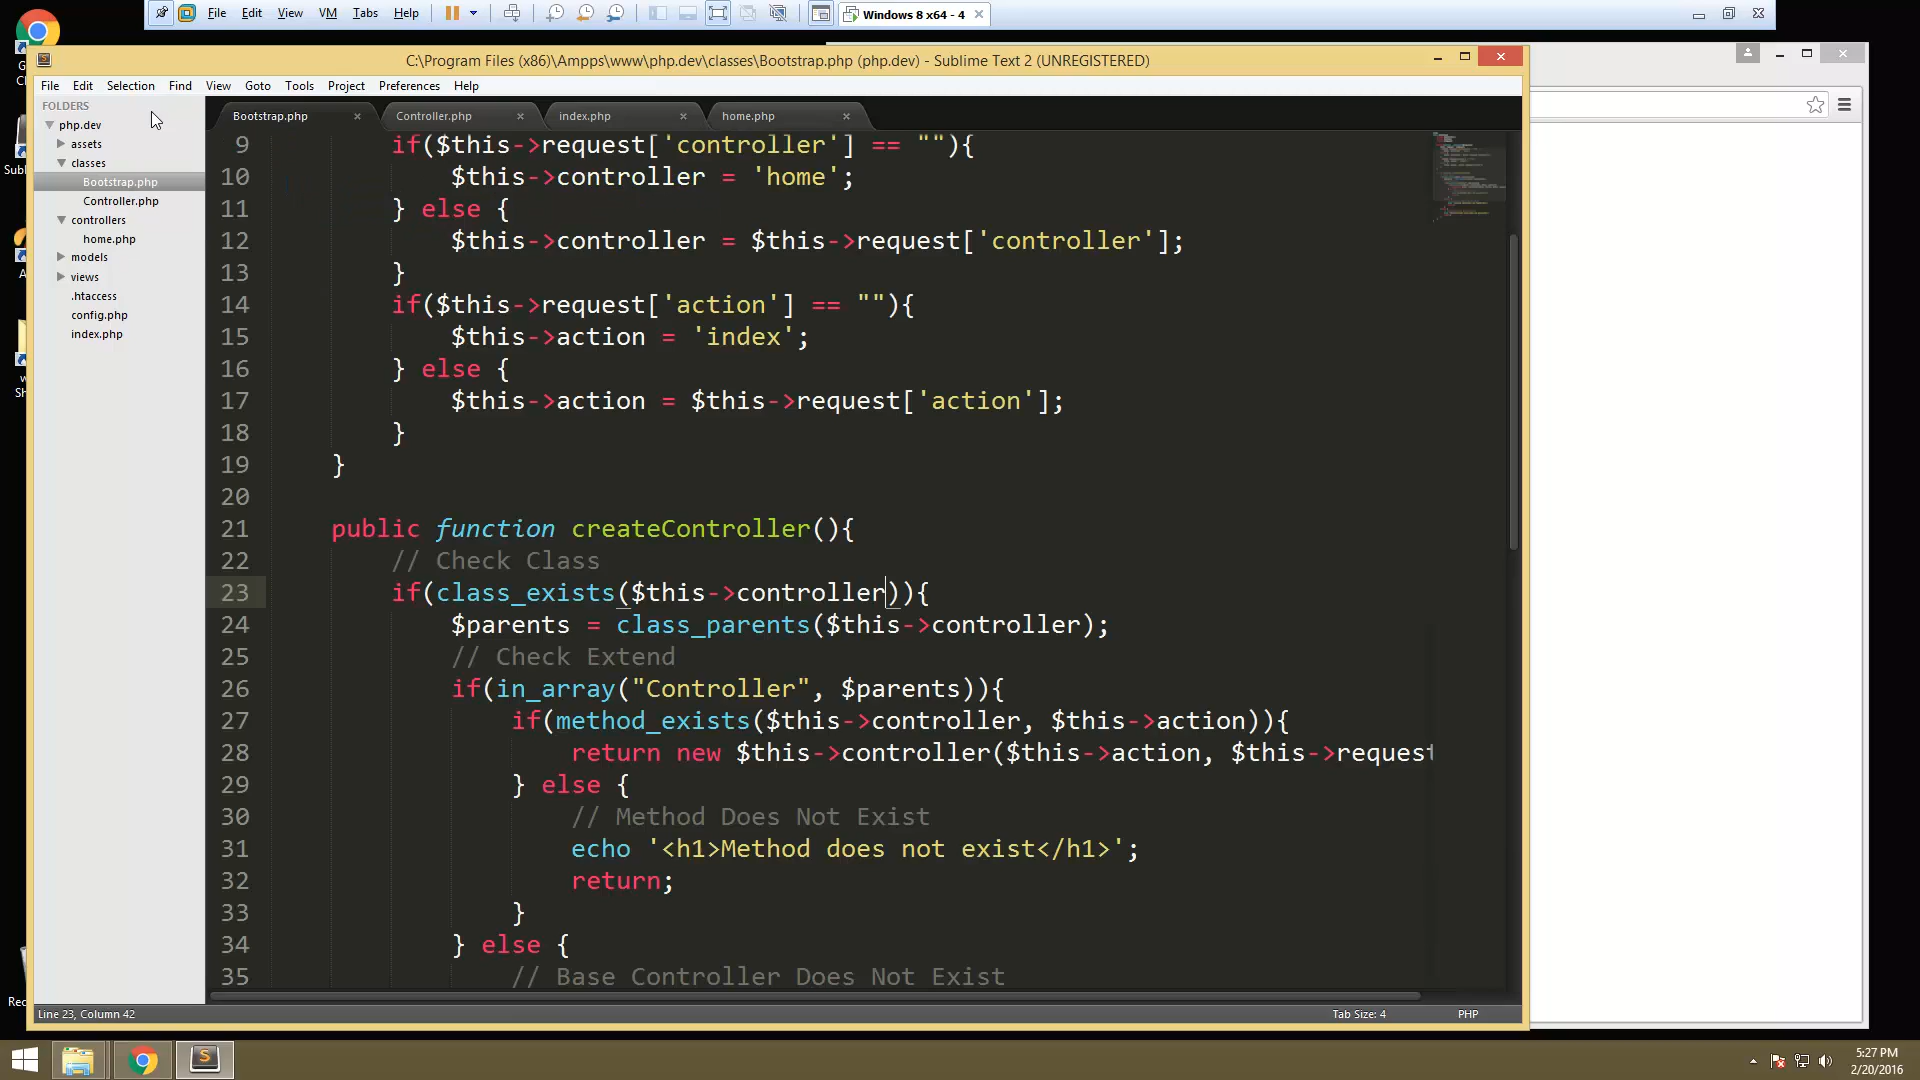 File Edit View VM Tabs Help
Windows 8 x64 - 4
C:\Program Files (x86)\Ampps\www\php.dev\classes\Bootstrap.php (php.dev) - Sublime Text 2 (UNREGISTERED)
File Edit Selection Find View Goto Tools Project Preferences Help
FOLDERS
php.dev
assets
classes
Bootstrap.php
Controller.php
controllers
home.php
models
views
.htaccess
config.php
index.php
Bootstrap.php Controller.php index.php home.php
9 if($this->request['controller'] == ""){
10 $this->controller = 'home';
11 } else {
12 $this->controller = $this->request['controller'];
13 }
14 if($this->request['action'] == ""){
15 $this->action = 'index';
16 } else {
17 $this->action = $this->request['action'];
18 }
19 }
20
21 public function createController(){
22 // Check Class
23 if(class_exists($this->controller)){
24 $parents = class_parents($this->controller);
25 // Check Extend
26 if(in_array("Controller", $parents)){
27 if(method_exists($this->controller, $this->action)){
28 return new $this->controller($this->action, $this->request
29 } else {
30 // Method Does Not Exist
31 echo '<h1>Method does not exist</h1>';
32 return;
33 }
34 } else {
35 // Base Controller Does Not Exist
Line 23, Column 42
Tab Size: 4
PHP
5:27 PM
2/20/2016